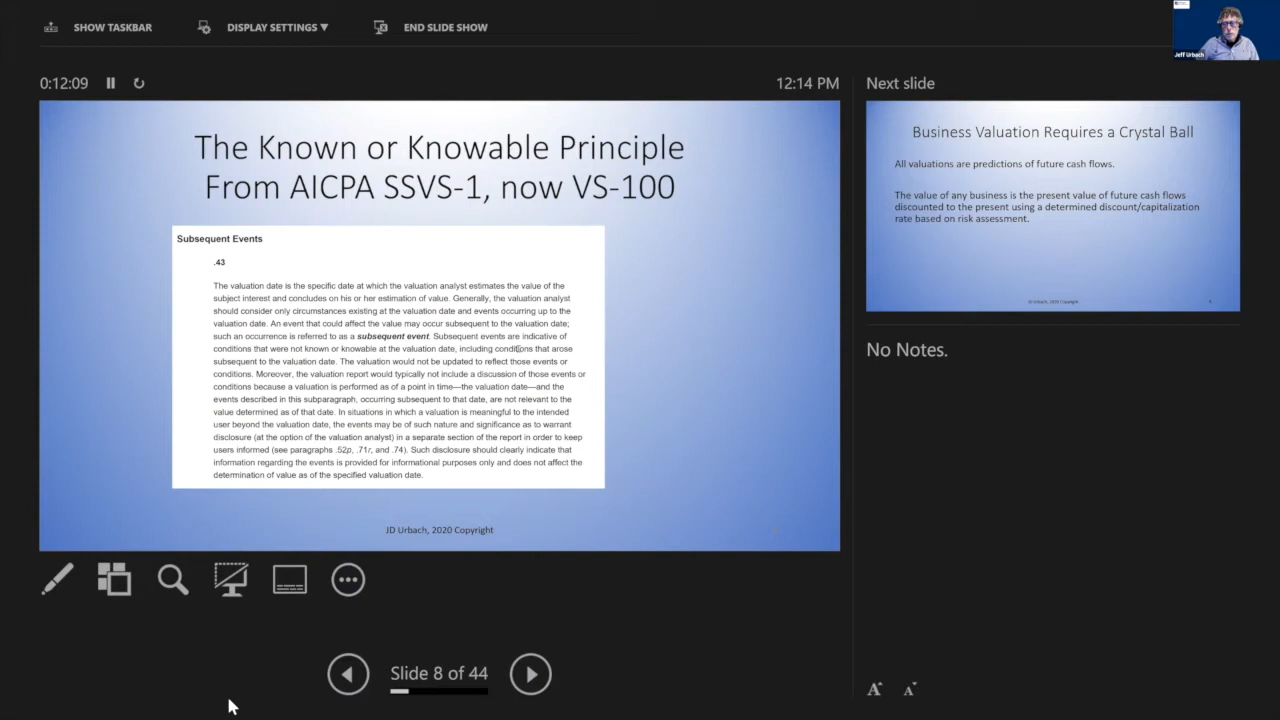 SHOW TASKBAR
DISPLAY SETTINGS ▼
END SLIDE SHOW
Jeff Urbach
0:12:09
12:14 PM
The Known or Knowable Principle
From AICPA SSVS-1, now VS-100
Subsequent Events
.43
The valuation date is the specific date at which the valuation analyst estimates the value of the
subject interest and concludes on his or her estimation of value. Generally, the valuation analyst
should consider only circumstances existing at the valuation date and events occurring up to the
valuation date. An event that could affect the value may occur subsequent to the valuation date;
such an occurrence is referred to as a subsequent event. Subsequent events are indicative of
conditions that were not known or knowable at the valuation date, including conditions that arose
subsequent to the valuation date. The valuation would not be updated to reflect those events or
conditions. Moreover, the valuation report would typically not include a discussion of those events or
conditions because a valuation is performed as of a point in time—the valuation date—and the
events described in this subparagraph, occurring subsequent to that date, are not relevant to the
value determined as of that date. In situations in which a valuation is meaningful to the intended
user beyond the valuation date, the events may be of such nature and significance as to warrant
disclosure (at the option of the valuation analyst) in a separate section of the report in order to keep
users informed (see paragraphs .52p, .71r, and .74). Such disclosure should clearly indicate that
information regarding the events is provided for informational purposes only and does not affect the
determination of value as of the specified valuation date.
JD Urbach, 2020 Copyright
Slide 8 of 44
Next slide
Business Valuation Requires a Crystal Ball
All valuations are predictions of future cash flows.
The value of any business is the present value of future cash flows
discounted to the present using a determined discount/capitalization
rate based on risk assessment.
JD Urbach, 2020 Copyright
No Notes.
A A